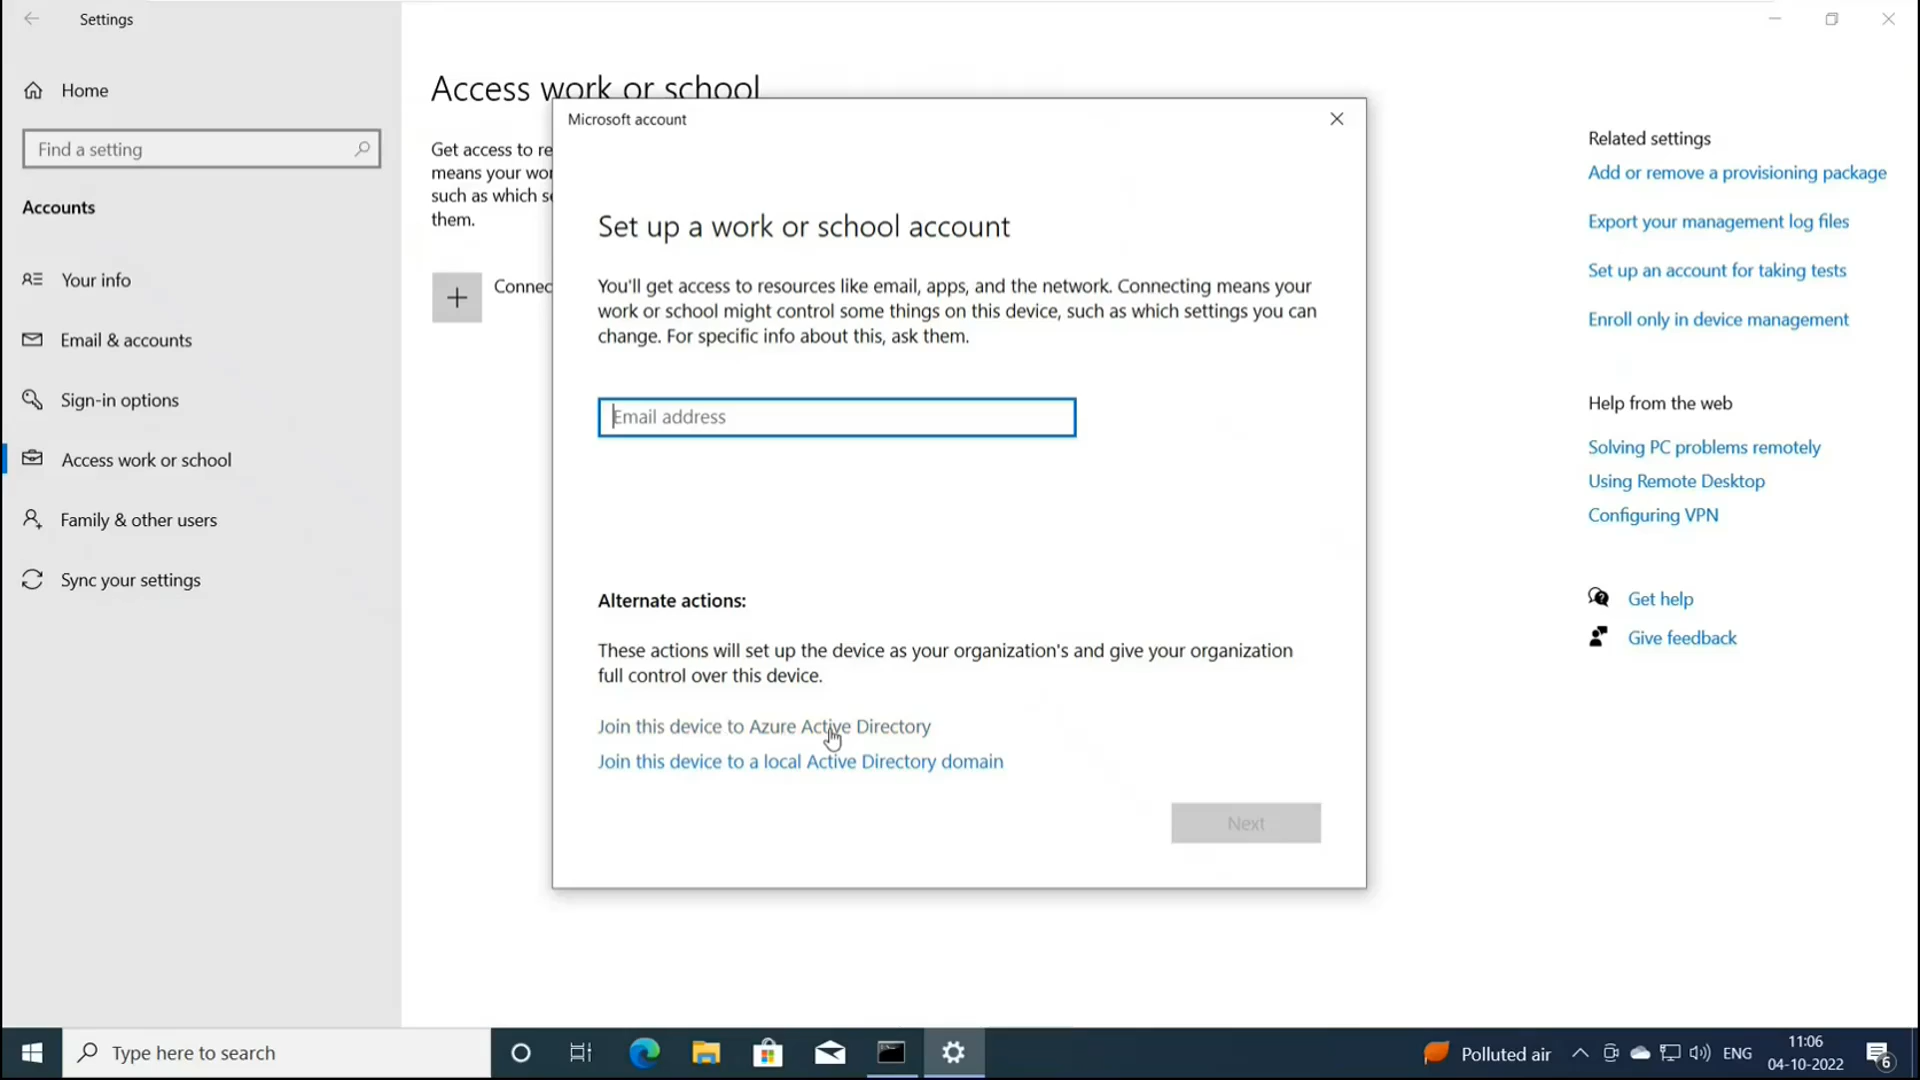 Settings
Home
Find a setting
Accounts
Your info
Email & accounts
Sign-in options
Access work or school
Family & other users
Sync your settings
Access work or school
Get access to re
means your wor
such as which se
them.
Connec
Microsoft account
Set up a work or school account
You'll get access to resources like email, apps, and the network. Connecting means your
work or school might control some things on this device, such as which settings you can
change. For specific info about this, ask them.
Email address
Alternate actions:
These actions will set up the device as your organization's and give your organization
full control over this device.
Join this device to Azure Active Directory
Join this device to a local Active Directory domain
Next
Related settings
Add or remove a provisioning package
Export your management log files
Set up an account for taking tests
Enroll only in device management
Help from the web
Solving PC problems remotely
Using Remote Desktop
Configuring VPN
Get help
Give feedback
Type here to search
Polluted air
ENG
11:06
04-10-2022
6